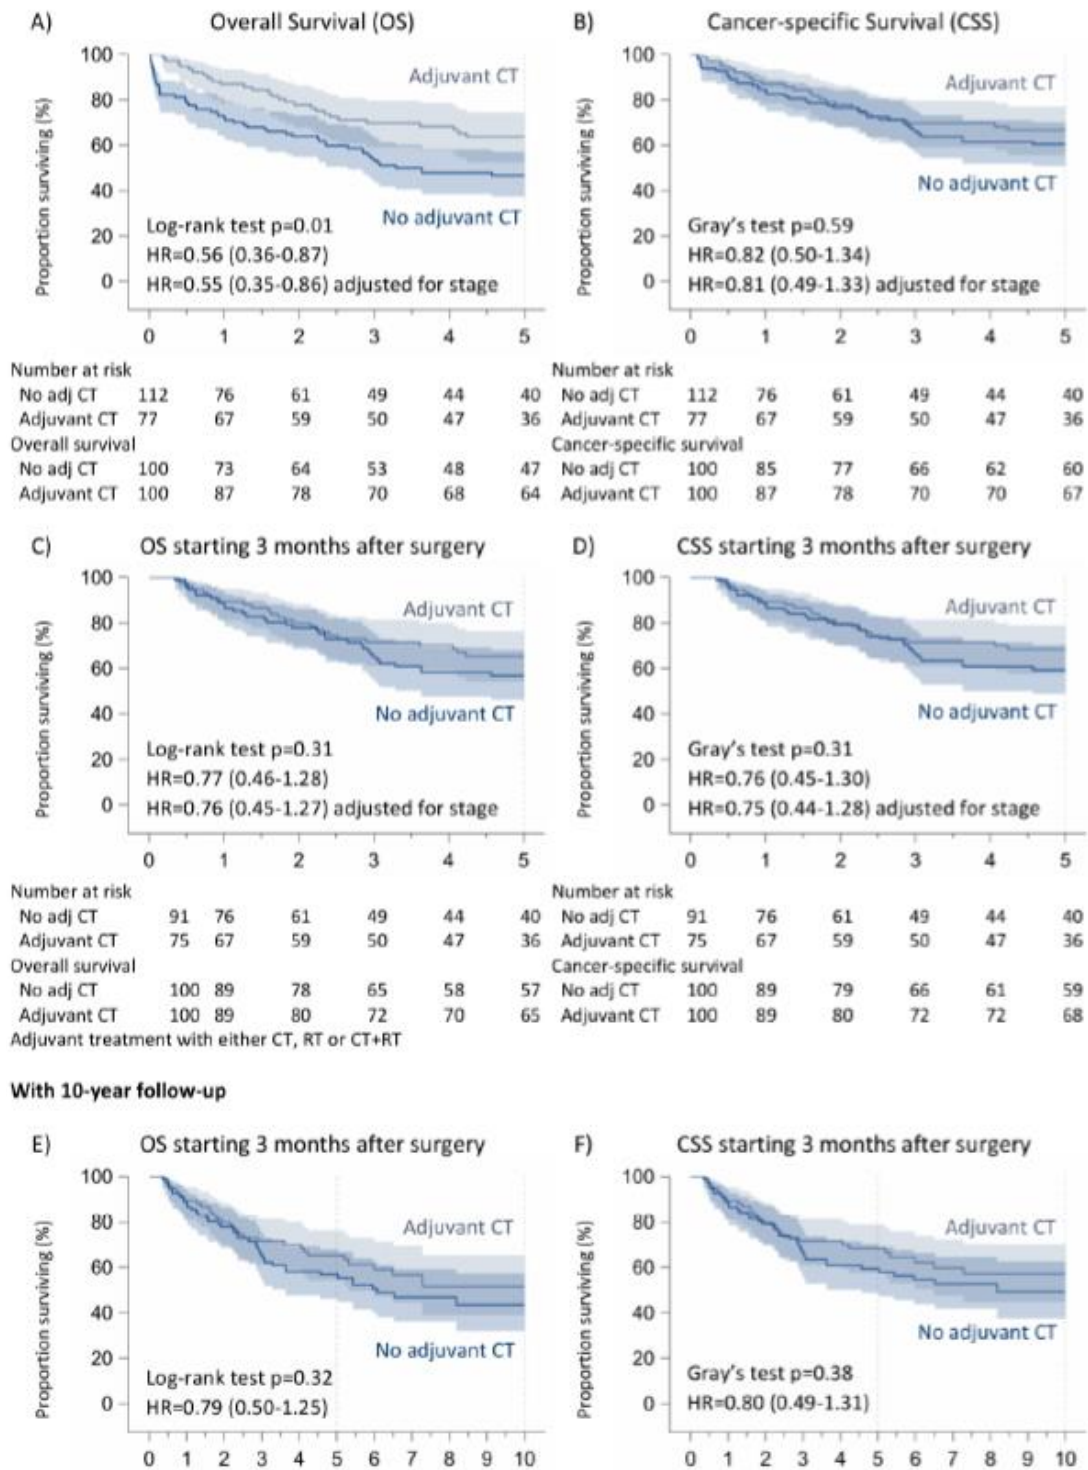 A) Overall Survival (OS)
Proportion surviving (%)
100
80
60
40
20
0
Adjuvant CT
No adjuvant CT
Log-rank test p=0.01
HR=0.56 (0.36-0.87)
HR=0.55 (0.35-0.86) adjusted for stage
0 1 2 3 4 5
Number at risk
No adj CT 112 76 61 49 44 40
Adjuvant CT 77 67 59 50 47 36
Overall survival
No adj CT 100 73 64 53 48 47
Adjuvant CT 100 87 78 70 68 64
B) Cancer-specific Survival (CSS)
Proportion surviving (%)
100
80
60
40
20
0
Adjuvant CT
No adjuvant CT
Gray's test p=0.59
HR=0.82 (0.50-1.34)
HR=0.81 (0.49-1.33) adjusted for stage
0 1 2 3 4 5
Number at risk
No adj CT 112 76 61 49 44 40
Adjuvant CT 77 67 59 50 47 36
Cancer-specific survival
No adj CT 100 85 77 66 62 60
Adjuvant CT 100 87 78 70 70 67
C) OS starting 3 months after surgery
Proportion surviving (%)
100
80
60
40
20
0
Adjuvant CT
No adjuvant CT
Log-rank test p=0.31
HR=0.77 (0.46-1.28)
HR=0.76 (0.45-1.27) adjusted for stage
0 1 2 3 4 5
Number at risk
No adj CT 91 76 61 49 44 40
Adjuvant CT 75 67 59 50 47 36
Overall survival
No adj CT 100 89 78 65 58 57
Adjuvant CT 100 89 80 72 70 65
Adjuvant treatment with either CT, RT or CT+RT
D) CSS starting 3 months after surgery
Proportion surviving (%)
100
80
60
40
20
0
Adjuvant CT
No adjuvant CT
Gray's test p=0.31
HR=0.76 (0.45-1.30)
HR=0.75 (0.44-1.28) adjusted for stage
0 1 2 3 4 5
Number at risk
No adj CT 91 76 61 49 44 40
Adjuvant CT 75 67 59 50 47 36
Cancer-specific survival
No adj CT 100 89 79 66 61 59
Adjuvant CT 100 89 80 72 72 68
With 10-year follow-up
E) OS starting 3 months after surgery
Proportion surviving (%)
100
80
60
40
20
0
Adjuvant CT
No adjuvant CT
Log-rank test p=0.32
HR=0.79 (0.50-1.25)
0 1 2 3 4 5 6 7 8 9 10
F) CSS starting 3 months after surgery
Proportion surviving (%)
100
80
60
40
20
0
Adjuvant CT
No adjuvant CT
Gray's test p=0.38
HR=0.80 (0.49-1.31)
0 1 2 3 4 5 6 7 8 9 10